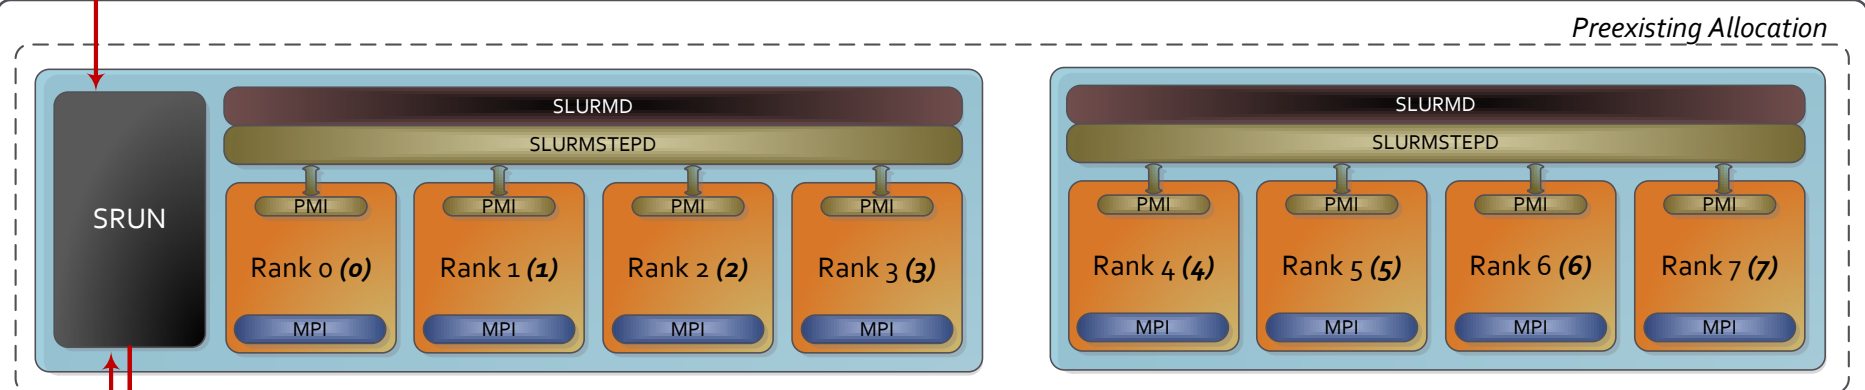 Preexisting Allocation
SRUN
SLURMD
SLURMSTEPD
PMI PMI PMI PMI
Rank 0 (0) Rank 1 (1) Rank 2 (2) Rank 3 (3)
MPI MPI MPI MPI
SLURMD
SLURMSTEPD
PMI PMI PMI PMI
Rank 4 (4) Rank 5 (5) Rank 6 (6) Rank 7 (7)
MPI MPI MPI MPI